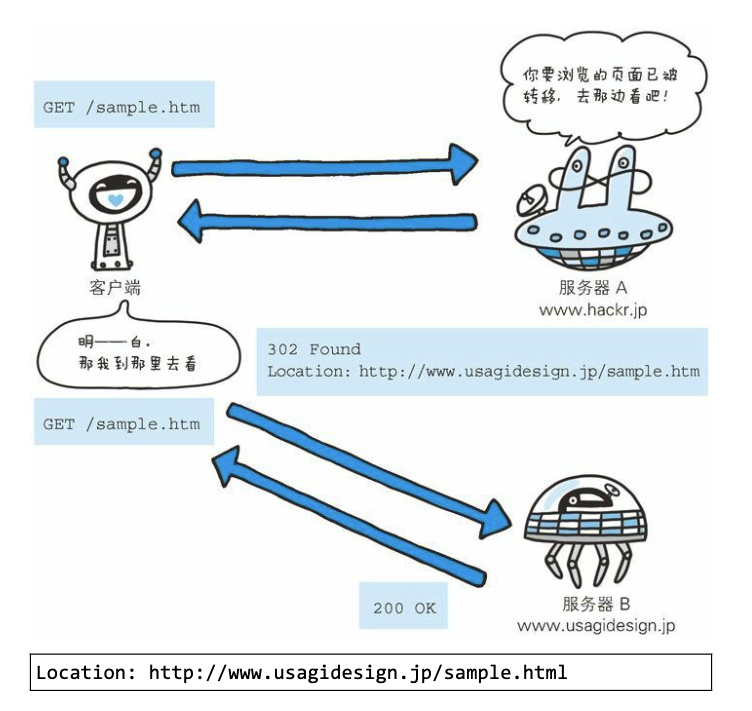 你要浏览的页面已被
转移，去那边看吧！
GET /sample.htm
客户端
服务器 A
www.hackr.jp
明——白.
那我到那里去看
302 Found
Location: http://www.usagidesign.jp/sample.htm
GET /sample.htm
200 OK
服务器 B
www.usagidesign.jp
Location: http://www.usagidesign.jp/sample.html